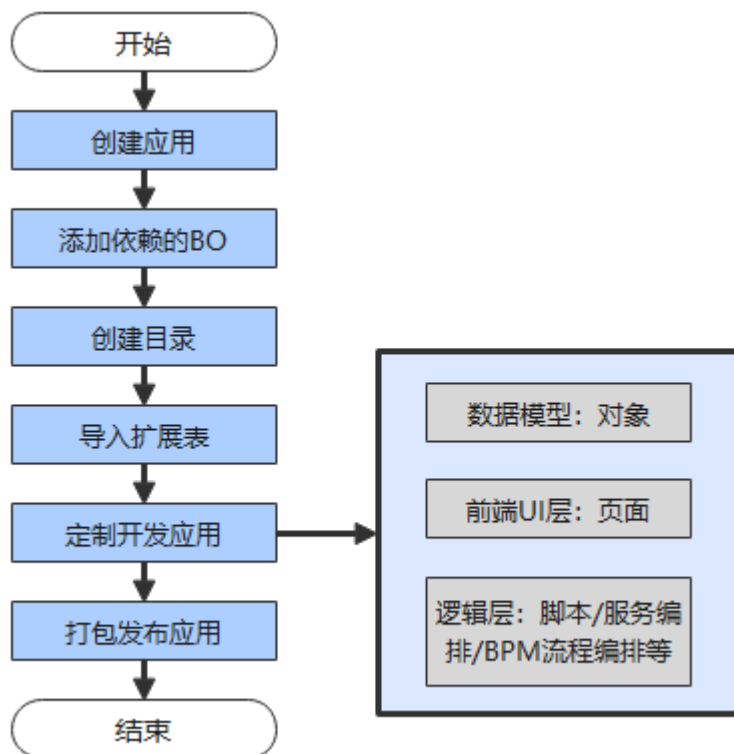 开始
创建应用
添加依赖的BO
创建目录
导入扩展表
定制开发应用
打包发布应用
结束
数据模型：对象
前端UI层：页面
逻辑层：脚本/服务编
排/BPM流程编排等